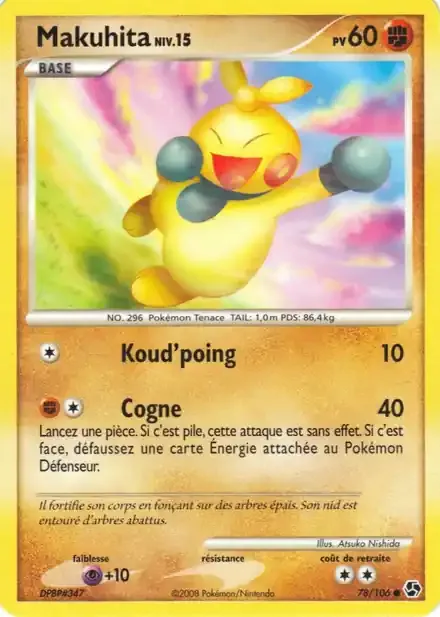 Makuhita NIV.15 PV 60
BASE
NO. 296 Pokémon Tenace TAIL: 1,0m PDS: 86,4kg
Koud'poing 10
Cogne 40
Lancez une pièce. Si c'est pile, cette attaque est sans effet. Si c'est
face, défaussez une carte Énergie attachée au Pokémon
Défenseur.
Il fortifie son corps en fonçant sur des arbres épais. Son nid est
entouré d'arbres abattus.
Illus. Atsuko Nishida
faiblesse résistance coût de retraite
+10
DPBP#347 ©2008 Pokémon/Nintendo 78/106